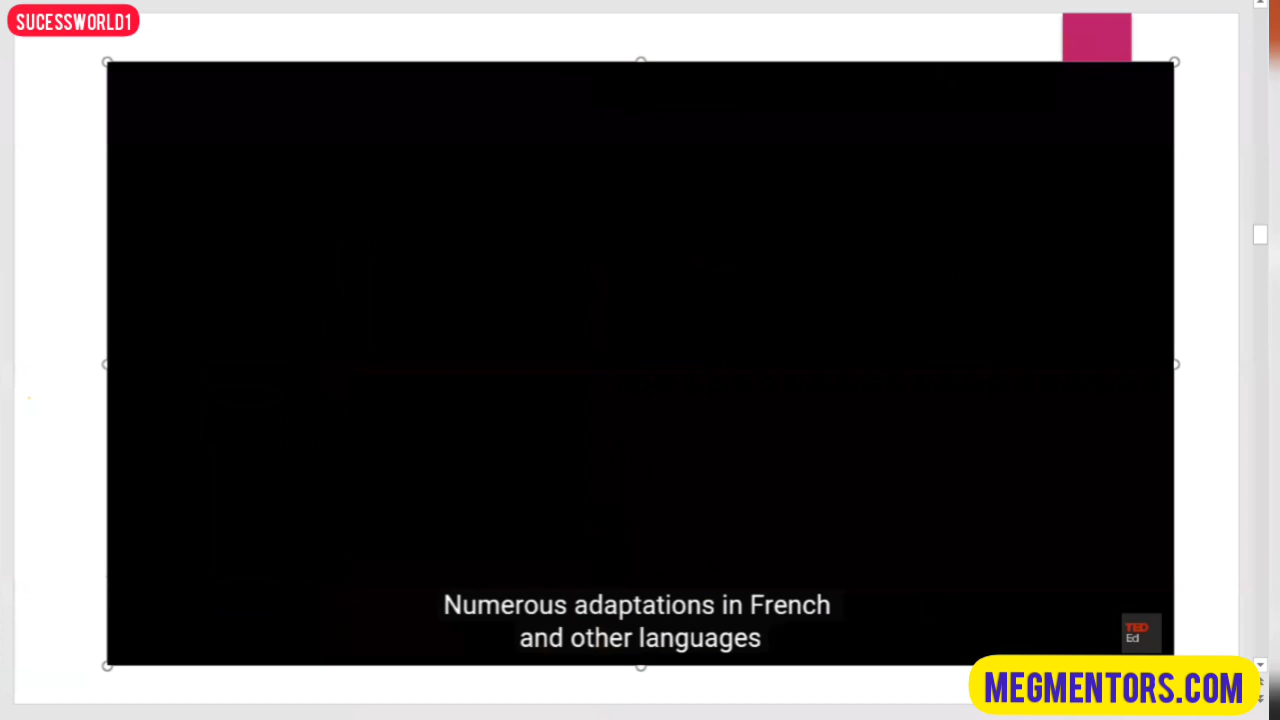 SUCESSWORLD1
Numerous adaptations in French
and other languages
TED
Ed
MEGMENTORS.COM